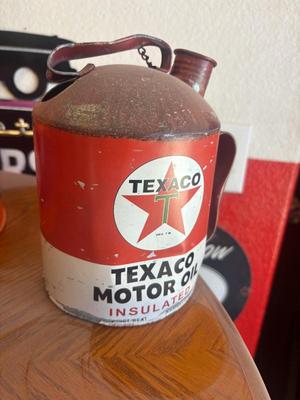 TEXACO
T
TEXACO
MOTOR OIL
INSULATED